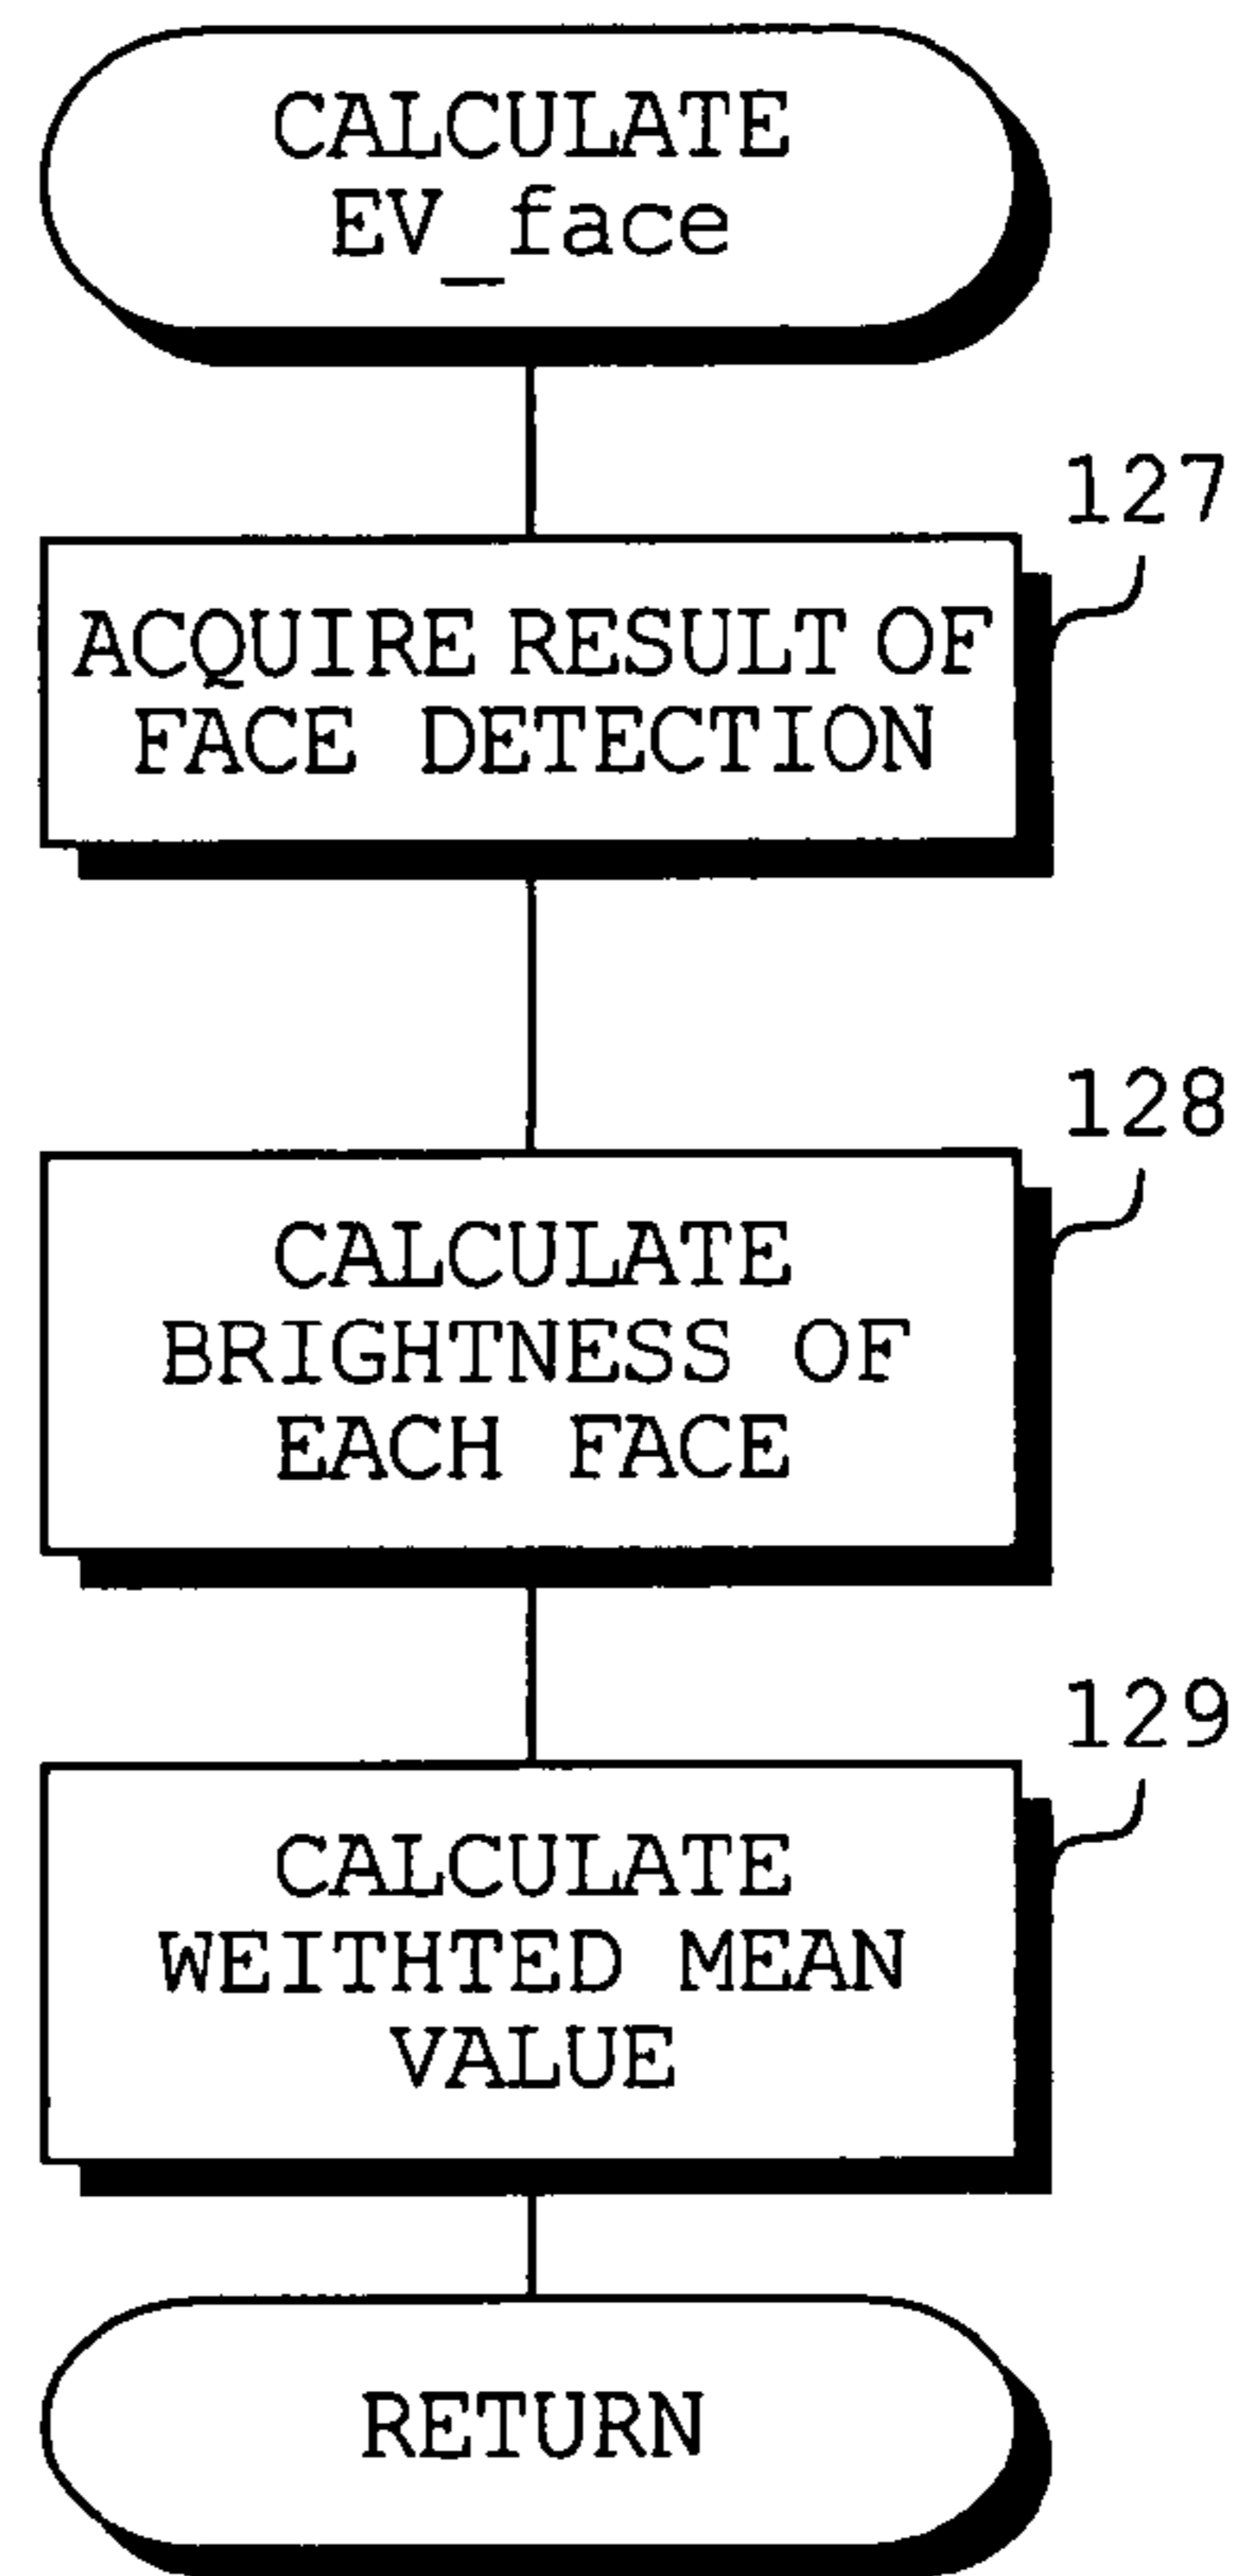 CALCULATE
EV_face
127
ACQUIRE RESULT OF
FACE DETECTION
128
CALCULATE
BRIGHTNESS OF
EACH FACE
129
CALCULATE
WEITHTED MEAN
VALUE
RETURN